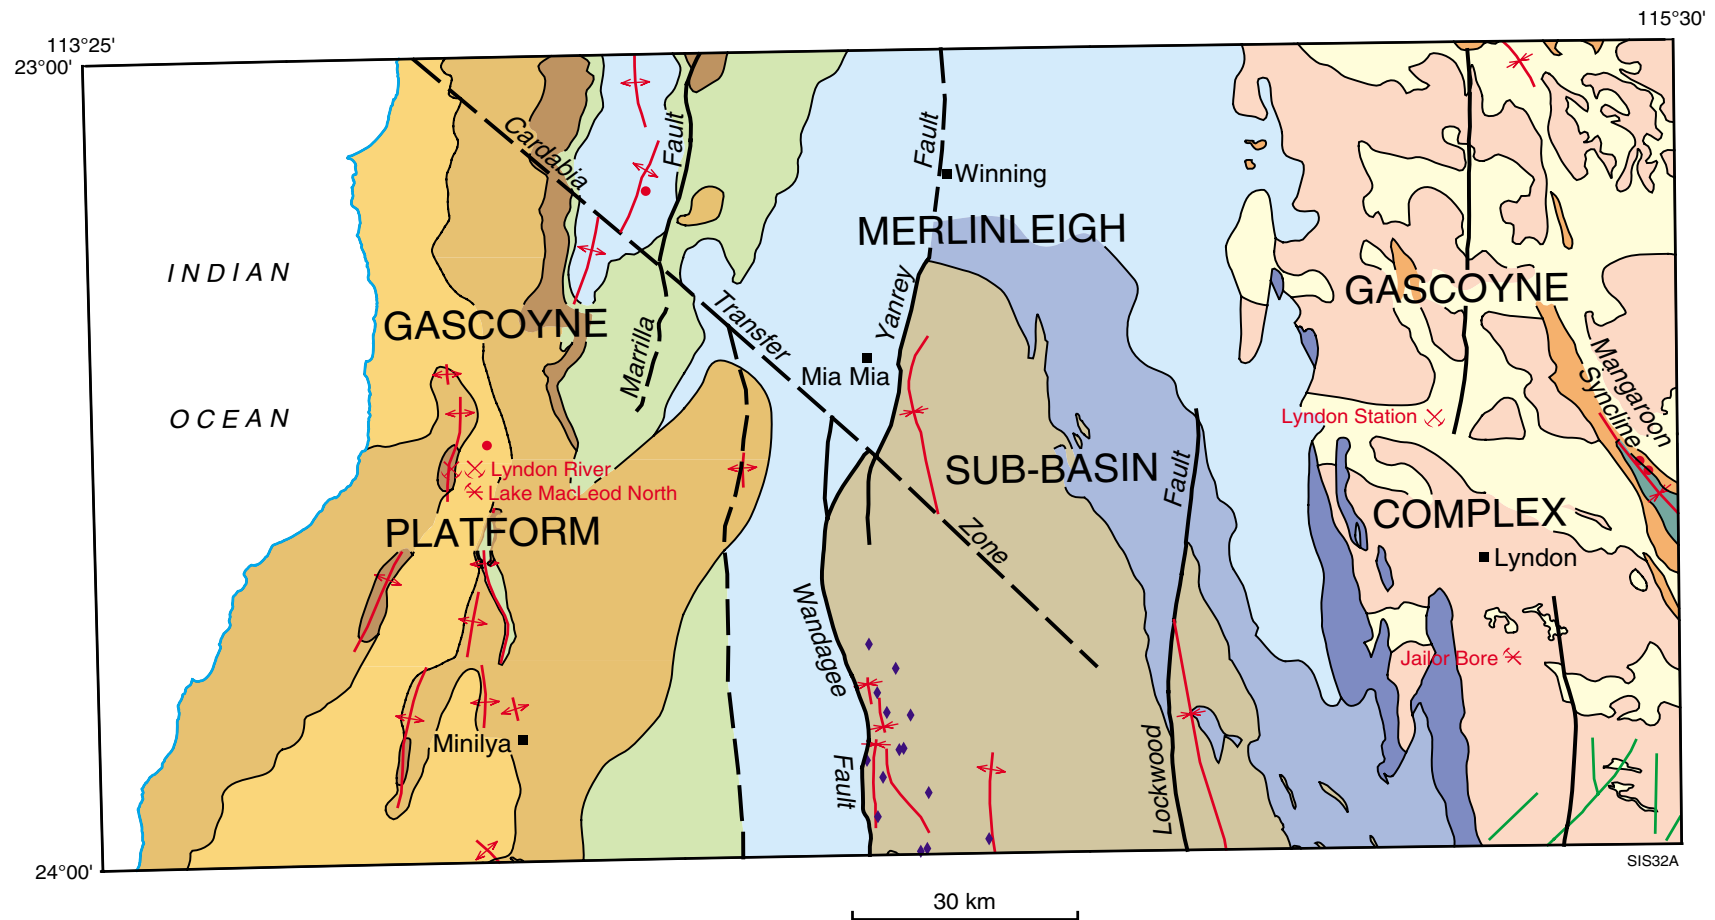 115°30'
113°25'
23°00'
Cardabia
Fault
Fault
Winning
MERLINLEIGH
INDIAN
GASCOYNE
GASCOYNE
Transfer
Yanrey
Marrilla
Mia Mia
Mangaroon
Syncline
OCEAN
Lyndon Station
SUB-BASIN
Lyndon River
Lake MacLeod North
Fault
PLATFORM
COMPLEX
Zone
Lyndon
Wandagee
Jailor Bore
Minilya
Fault
Lockwood
24°00'
SIS32A
30 km